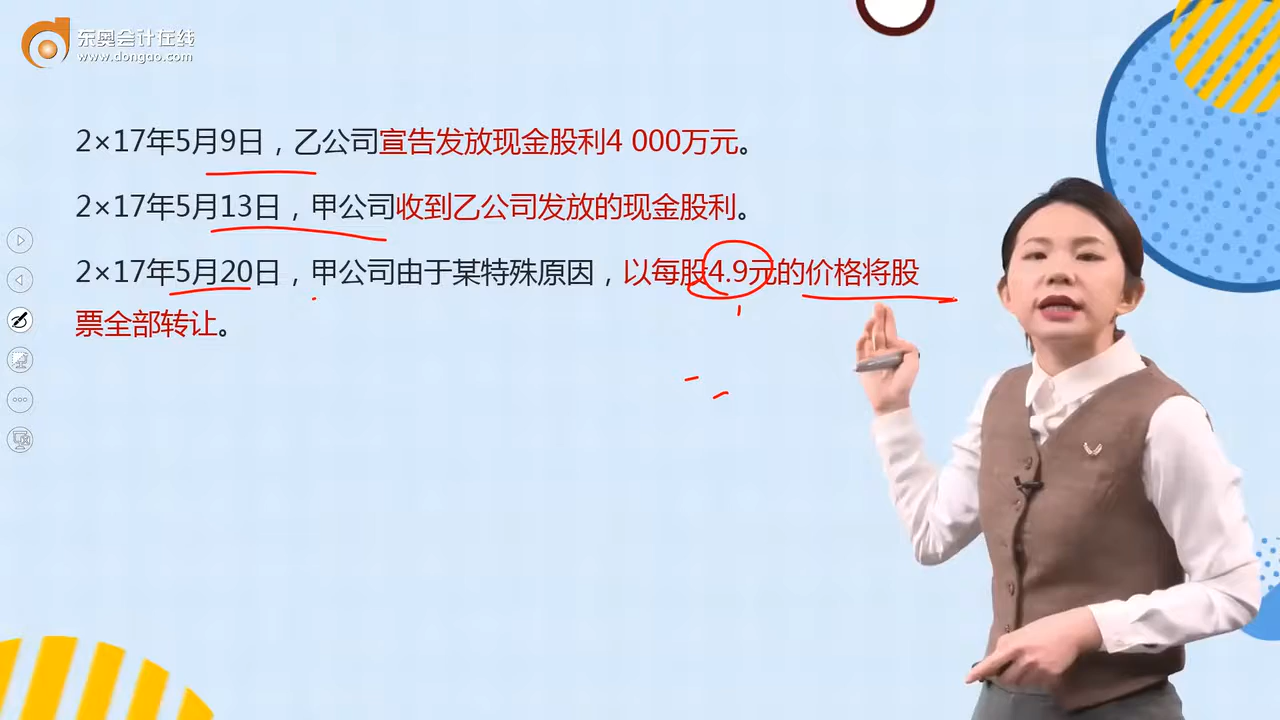 东奥会计在线
www.dongao.com
2×17年5月9日，乙公司宣告发放现金股利4 000万元。
2×17年5月13日，甲公司收到乙公司发放的现金股利。
2×17年5月20日，甲公司由于某特殊原因，以每股4.9元的价格将股
票全部转让。